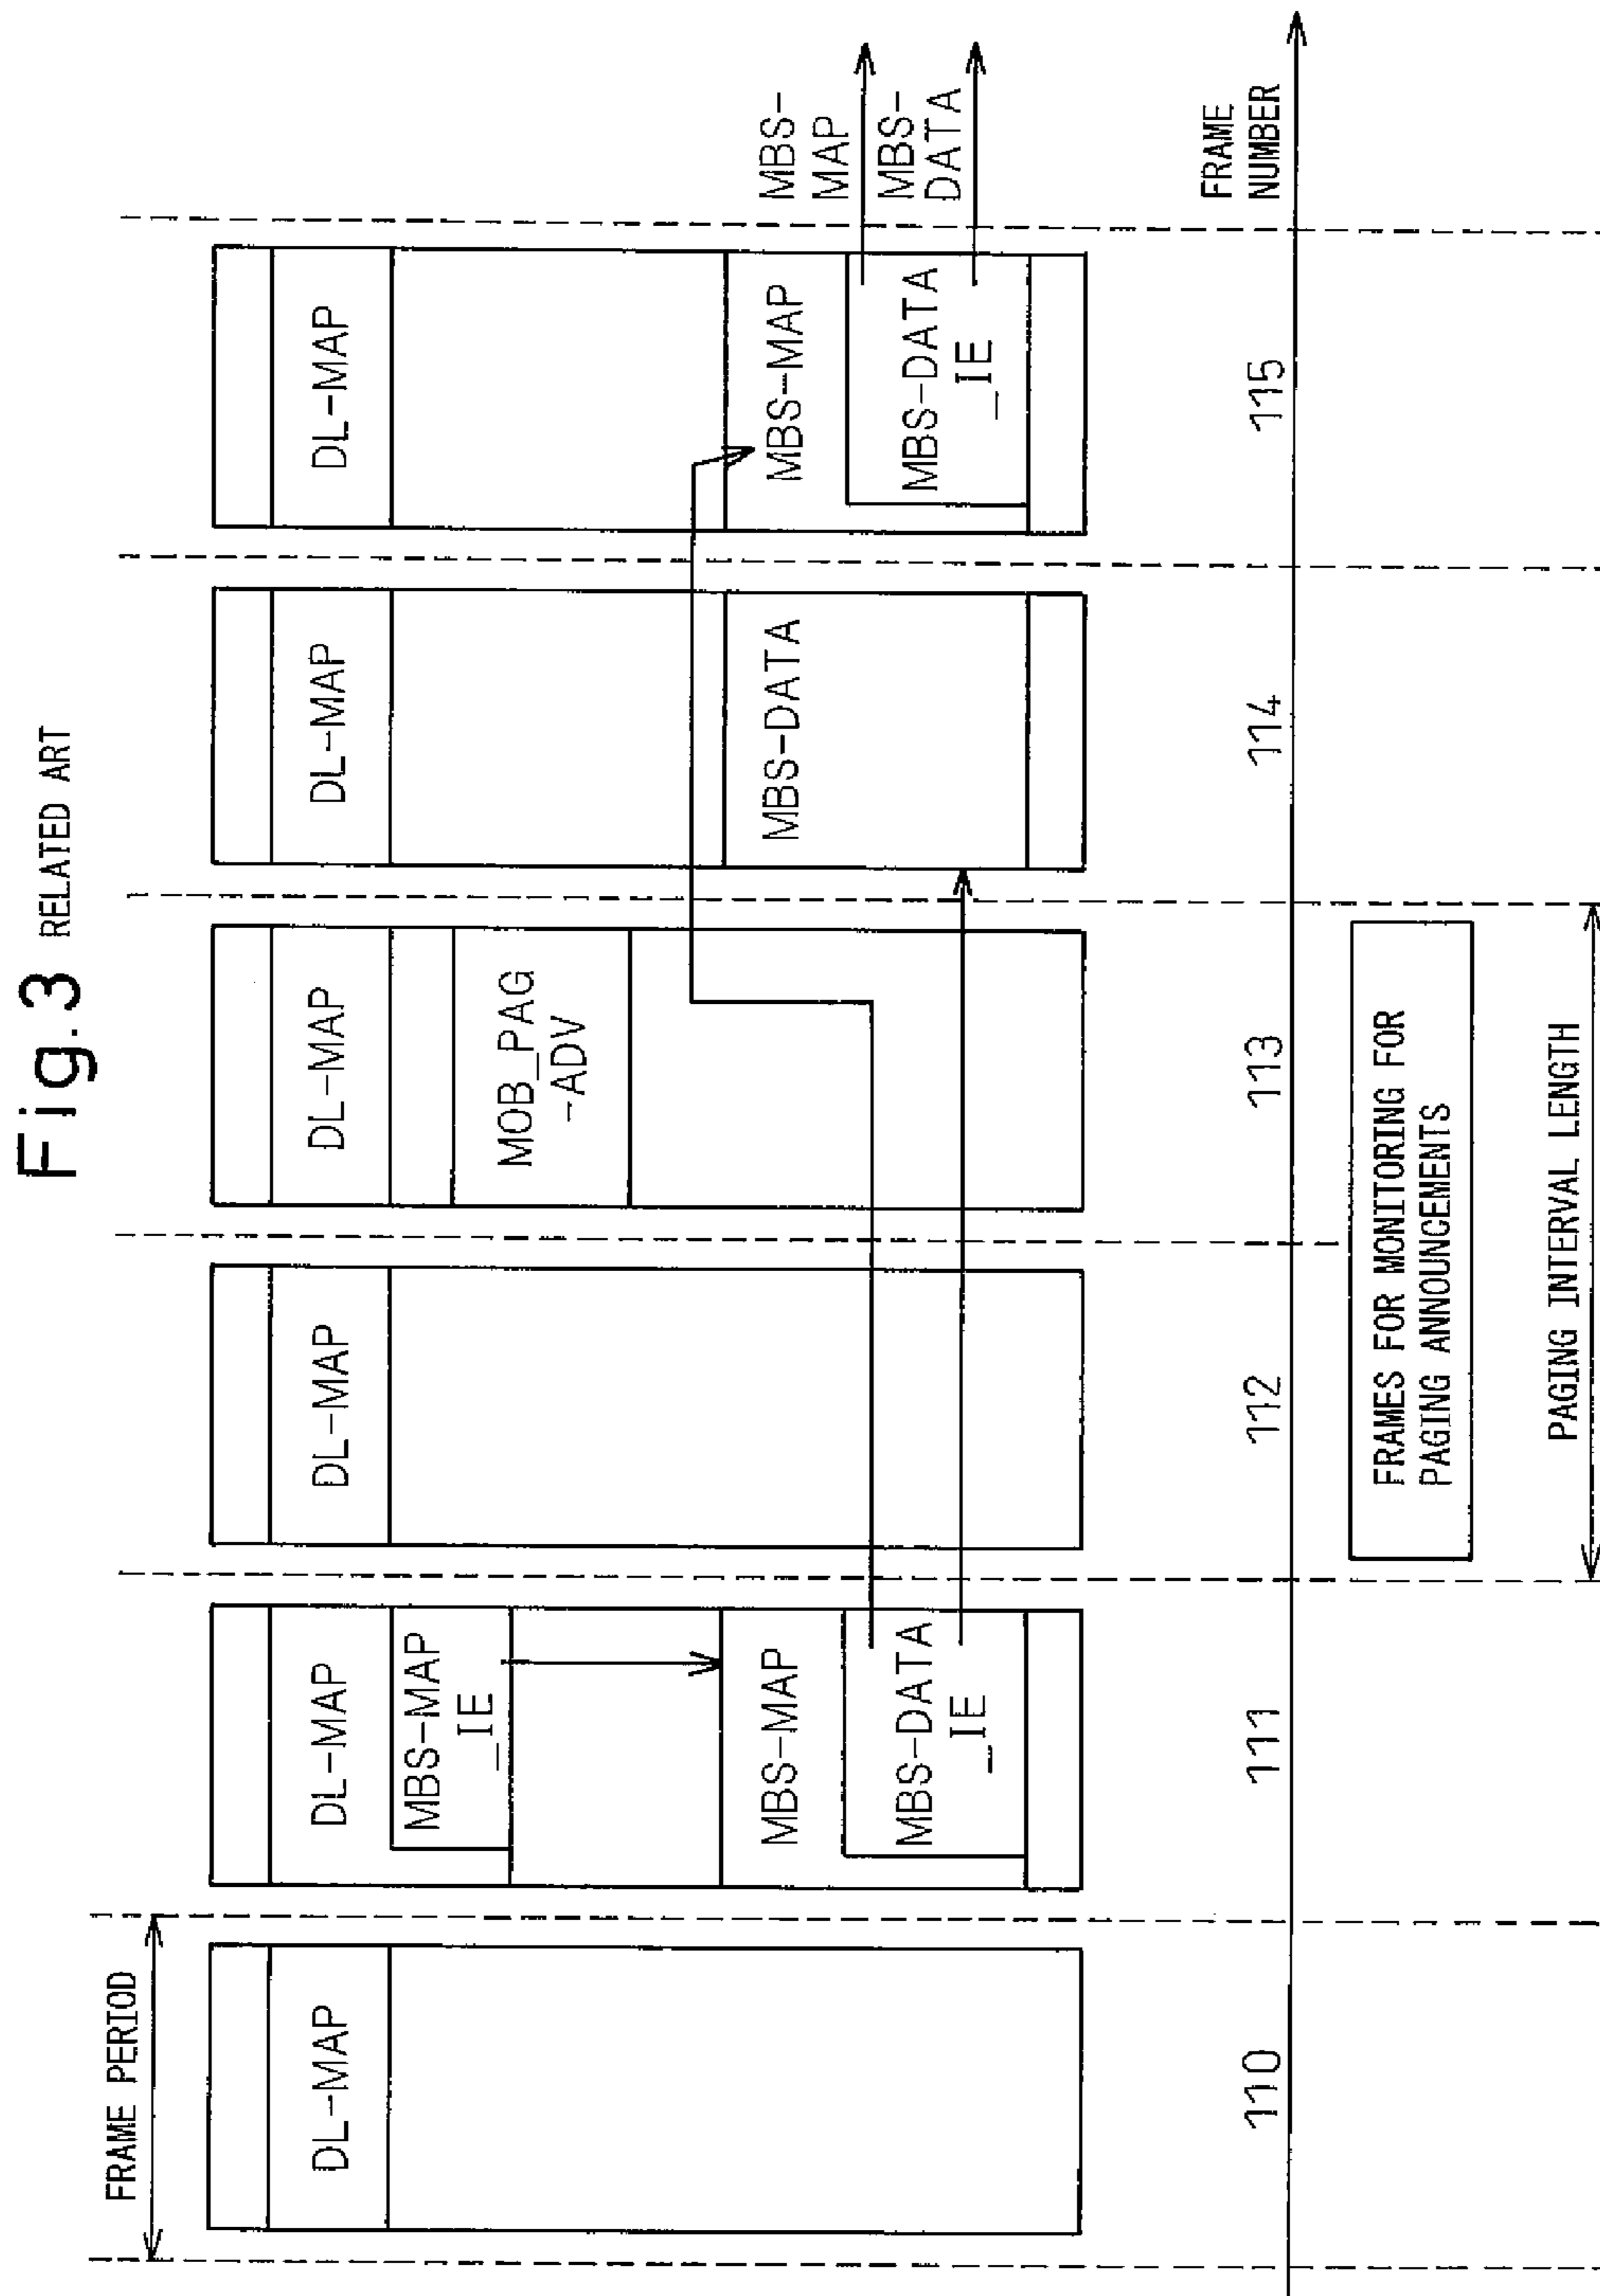 Fig.3 RELATED ART
FRAME PERIOD
DL-MAP
DL-MAP
MBS-MAP
_IE
MBS-MAP
MBS-DATA
_IE
DL-MAP
DL-MAP
MOB_PAG
-ADV
DL-MAP
MBS-DATA
DL-MAP
MBS-MAP
MBS-DATA
_IE
MBS-
MAP
MBS-
DATA
110
111
112
113
114
115
FRAME
NUMBER
FRAMES FOR MONITORING FOR
PAGING ANNOUNCEMENTS
PAGING INTERVAL LENGTH